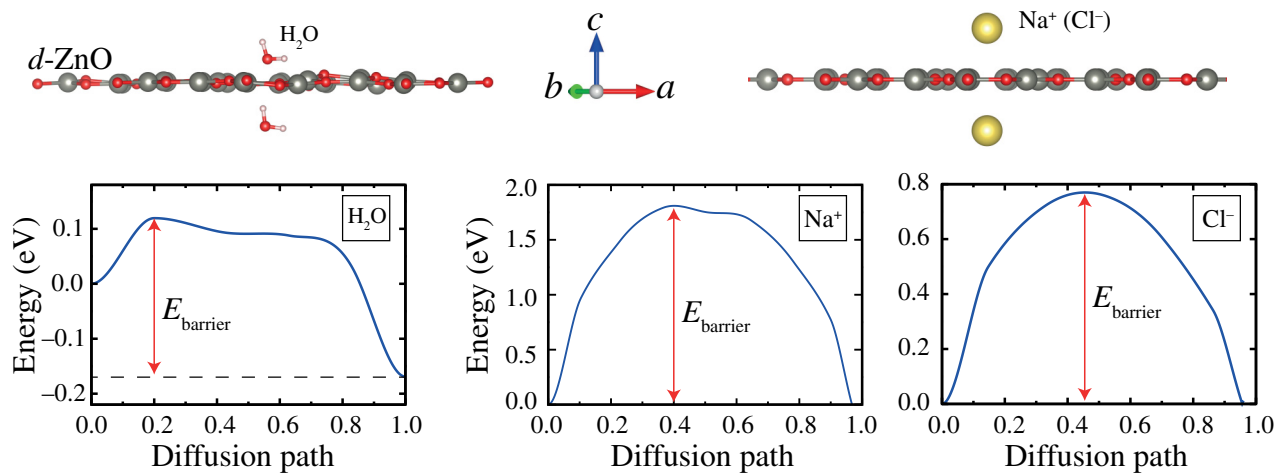 d-ZnO
H₂O
c
b
a
Na⁺ (Cl⁻)
Energy (eV)
0.1
0.0
−0.1
−0.2
H₂O
E barrier
0.0 0.2 0.4 0.6 0.8 1.0
Diffusion path
Energy (eV)
2.0
1.5
1.0
0.5
0.0
Na⁺
E barrier
0.0 0.2 0.4 0.6 0.8 1.0
Diffusion path
0.8
0.6
0.4
0.2
0.0
Cl⁻
E barrier
0.0 0.2 0.4 0.6 0.8 1.0
Diffusion path